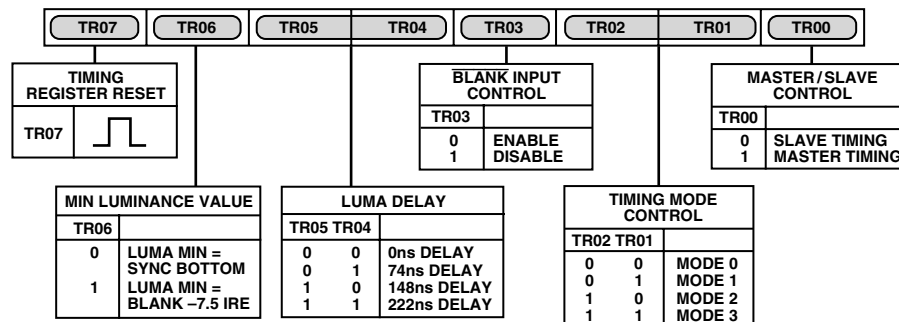 TR07 TR06 TR05 TR04 TR03 TR02 TR01 TR00
TIMING
REGISTER RESET
TR07
BLANK INPUT
CONTROL
TR03
0 ENABLE
1 DISABLE
MASTER/SLAVE
CONTROL
TR00
0 SLAVE TIMING
1 MASTER TIMING
MIN LUMINANCE VALUE
TR06
0 LUMA MIN =
SYNC BOTTOM
1 LUMA MIN =
BLANK –7.5 IRE
LUMA DELAY
TR05 TR04
0 0 0ns DELAY
0 1 74ns DELAY
1 0 148ns DELAY
1 1 222ns DELAY
TIMING MODE
CONTROL
TR02 TR01
0 0 MODE 0
0 1 MODE 1
1 0 MODE 2
1 1 MODE 3